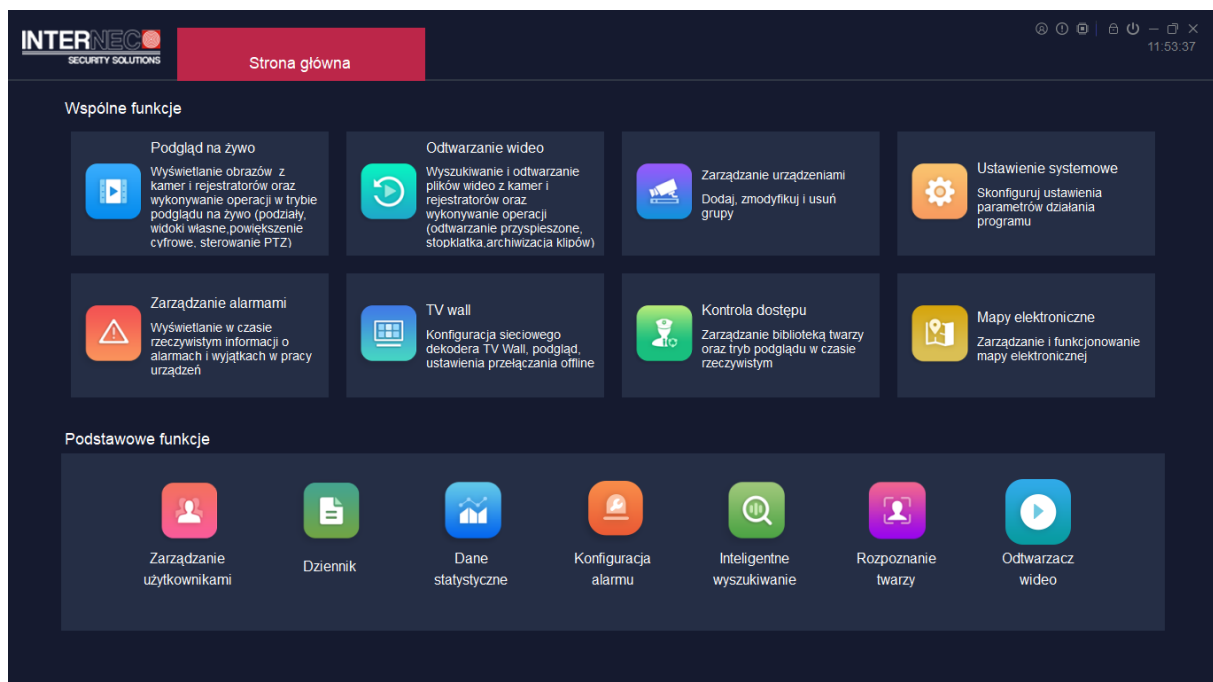 INTERNEC
SECURITY SOLUTIONS
Strona główna
11:53:37
Wspólne funkcje
Podgląd na żywo
Wyświetlanie obrazów z
kamer i rejestratorów oraz
wykonywanie operacji w trybie
podglądu na żywo (podziały,
widoki własne,powiększenie
cyfrowe, sterowanie PTZ)
Odtwarzanie wideo
Wyszukiwanie i odtwarzanie
plików wideo z kamer i
rejestratorów oraz
wykonywanie operacji
(odtwarzanie przyspieszone,
stopklatka,archiwizacja klipów)
Zarządzanie urządzeniami
Dodaj, zmodyfikuj i usuń
grupy
Ustawienie systemowe
Skonfiguruj ustawienia
parametrów działania
programu
Zarządzanie alarmami
Wyświetlanie w czasie
rzeczywistym informacji o
alarmach i wyjątkach w pracy
urządzeń
TV wall
Konfiguracja sieciowego
dekodera TV Wall, podgląd,
ustawienia przełączania offline
Kontrola dostępu
Zarządzanie biblioteką twarzy
oraz tryb podglądu w czasie
rzeczywistym
Mapy elektroniczne
Zarządzanie i funkcjonowanie
mapy elektronicznej
Podstawowe funkcje
Zarządzanie
użytkownikami
Dziennik
Dane
statystyczne
Konfiguracja
alarmu
Inteligentne
wyszukiwanie
Rozpoznanie
twarzy
Odtwarzacz
wideo